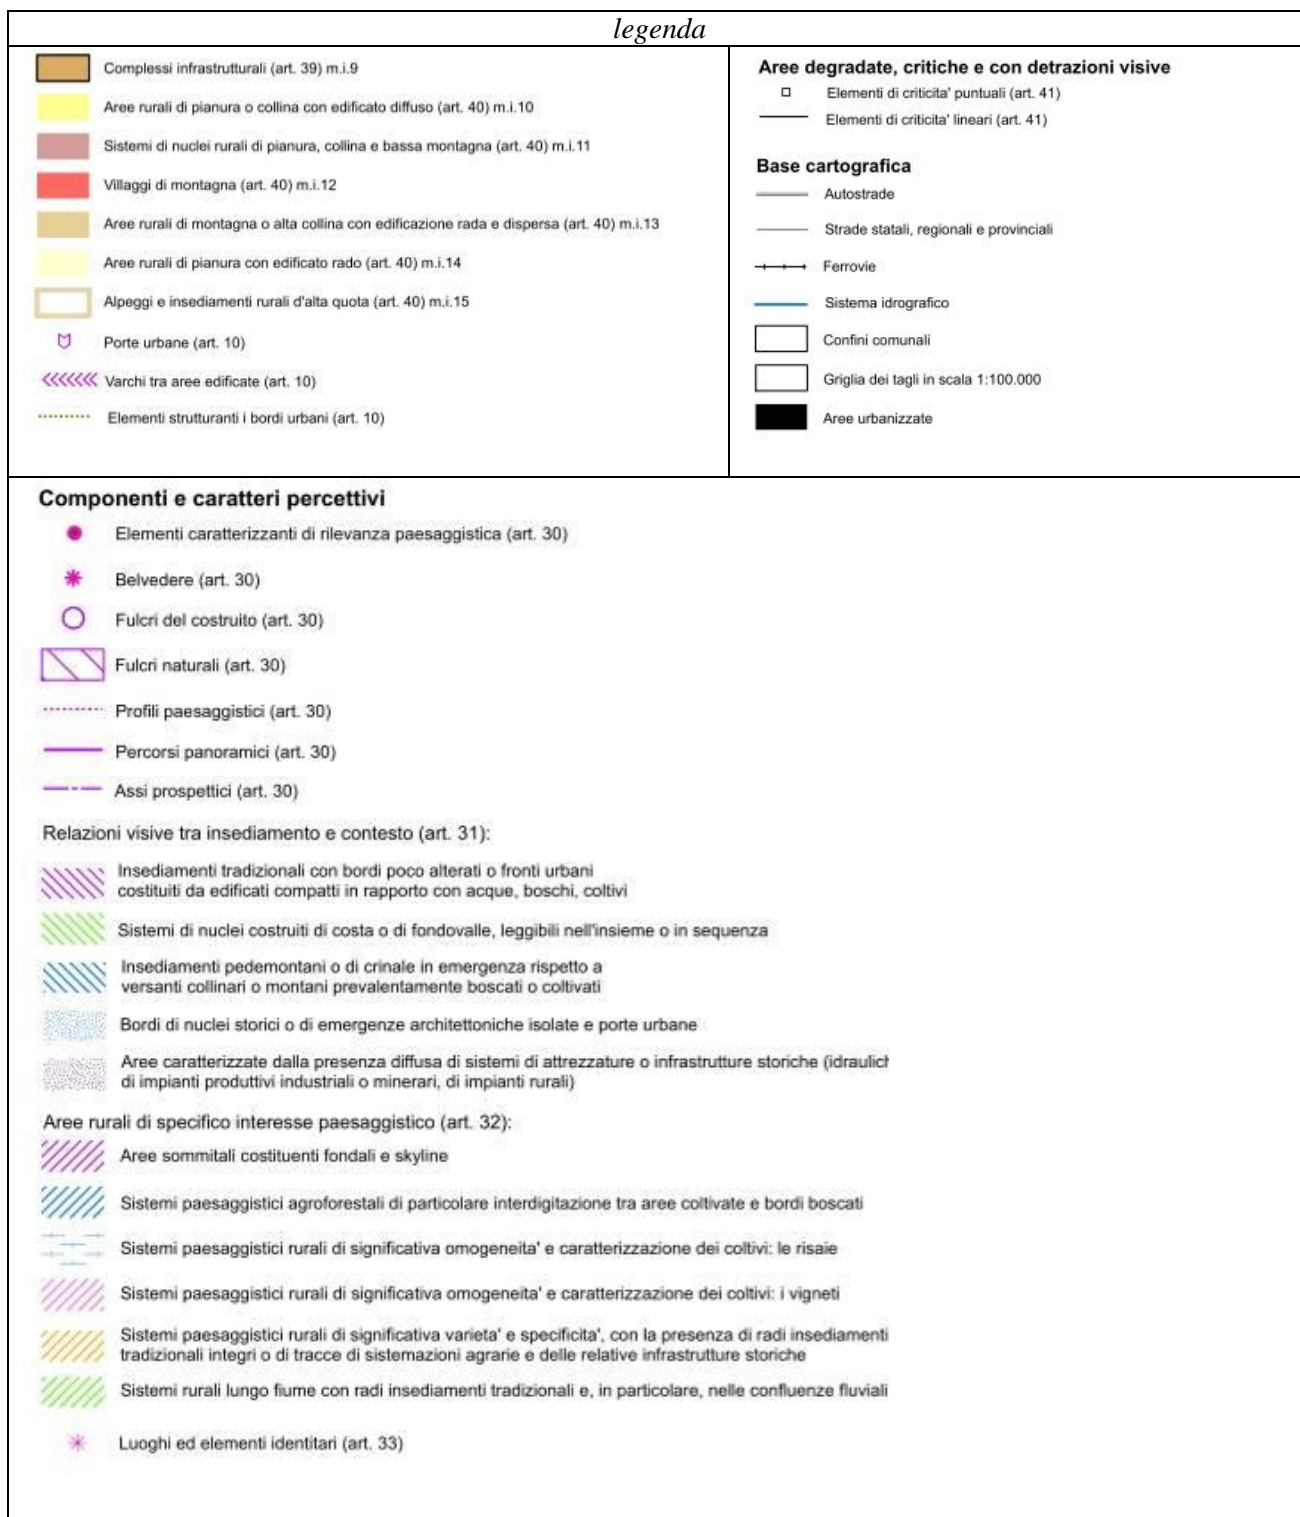 legenda
Complessi infrastrutturali (art. 39) m.i.9
Aree rurali di pianura o collina con edificato diffuso (art. 40) m.i.10
Sistemi di nuclei rurali di pianura, collina e bassa montagna (art. 40) m.i.11
Villaggi di montagna (art. 40) m.i.12
Aree rurali di montagna o alta collina con edificazione rada e dispersa (art. 40) m.i.13
Aree rurali di pianura con edificato rado (art. 40) m.i.14
Alpeggi e insediamenti rurali d'alta quota (art. 40) m.i.15
Porte urbane (art. 10)
Varchi tra aree edificate (art. 10)
Elementi strutturanti i bordi urbani (art. 10)
Aree degradate, critiche e con detrazioni visive
Elementi di criticita' puntuali (art. 41)
Elementi di criticita' lineari (art. 41)
Base cartografica
Autostrade
Strade statali, regionali e provinciali
Ferrovie
Sistema idrografico
Confini comunali
Griglia dei tagli in scala 1:100.000
Aree urbanizzate
Componenti e caratteri percettivi
Elementi caratterizzanti di rilevanza paesaggistica (art. 30)
Belvedere (art. 30)
Fulcri del costruito (art. 30)
Fulcri naturali (art. 30)
Profili paesaggistici (art. 30)
Percorsi panoramici (art. 30)
Assi prospettici (art. 30)
Relazioni visive tra insediamento e contesto (art. 31):
Insediamenti tradizionali con bordi poco alterati o fronti urbani
costituiti da edificati compatti in rapporto con acque, boschi, coltivi
Sistemi di nuclei costruiti di costa o di fondovalle, leggibili nell'insieme o in sequenza
Insediamenti pedemontani o di crinale in emergenza rispetto a
versanti collinari o montani prevalentemente boscati o coltivati
Bordi di nuclei storici o di emergenze architettoniche isolate e porte urbane
Aree caratterizzate dalla presenza diffusa di sistemi di attrezzature o infrastrutture storiche (idraulich
di impianti produttivi industriali o minerari, di impianti rurali)
Aree rurali di specifico interesse paesaggistico (art. 32):
Aree sommitali costituenti fondali e skyline
Sistemi paesaggistici agroforestali di particolare interdigitazione tra aree coltivate e bordi boscati
Sistemi paesaggistici rurali di significativa omogeneita' e caratterizzazione dei coltivi: le risaie
Sistemi paesaggistici rurali di significativa omogeneita' e caratterizzazione dei coltivi: i vigneti
Sistemi paesaggistici rurali di significativa varieta' e specificita', con la presenza di radi insediamenti
tradizionali integri o di tracce di sistemazioni agrarie e delle relative infrastrutture storiche
Sistemi rurali lungo fiume con radi insediamenti tradizionali e, in particolare, nelle confluenze fluviali
Luoghi ed elementi identitari (art. 33)